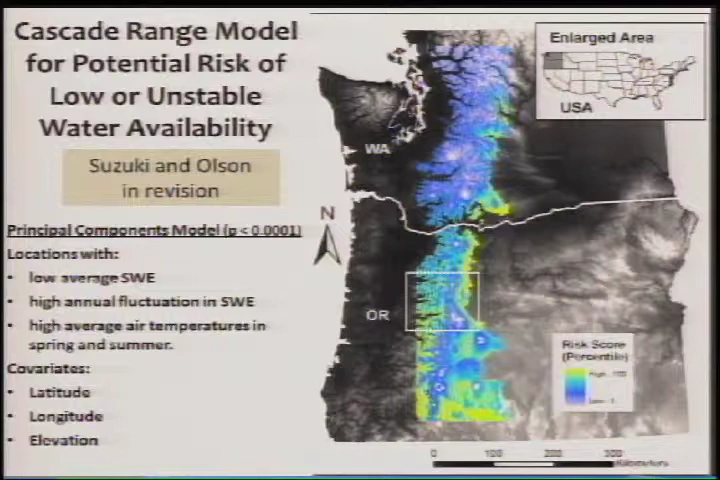 Cascade Range Model
for Potential Risk of
Low or Unstable
Water Availability
Suzuki and Olson
in revision
Principal Components Model (p < 0.0001)
Locations with:
• low average SWE
• high annual fluctuation in SWE
• high average air temperatures in
spring and summer.
Covariates:
• Latitude
• Longitude
• Elevation
Enlarged Area
USA
WA
N
OR
Risk Score
(Percentile)
High : 100
Low : 
0 100 200 300
Kilometers